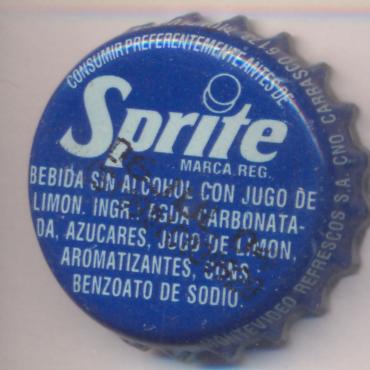 CONSUMIR PREFERENTEMENTE ANTES DE
Sprite
MARCA REG.
BEBIDA SIN ALCOHOL CON JUGO DE
LIMON. INGR.: AGUA CARBONATA-
DA, AZUCARES, JUGO DE LIMON,
AROMATIZANTES, CONS.
BENZOATO DE SODIO.
MONTEVIDEO REFRESCOS S.A. CNO CARRASCO